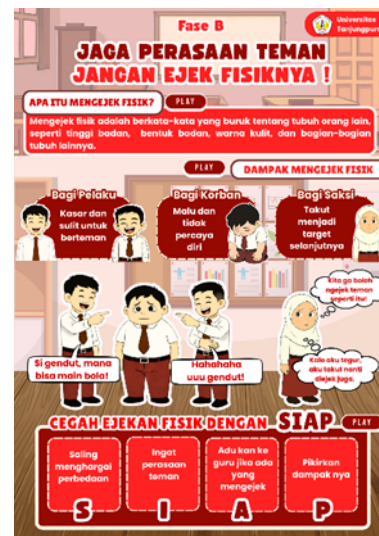 Fase B
Universitas
Tanjungpura
JAGA PERASAAN TEMAN
JANGAN EJEK FISIKNYA !
APA ITU MENGEJEK FISIK?
PLAY
Mengejek fisik adalah berkata-kata yang buruk tentang tubuh orang lain,
seperti tinggi badan, bentuk badan, warna kulit, dan bagian-bagian
tubuh lainnya.
PLAY
DAMPAK MENGEJEK FISIK
Bagi Pelaku
Kasar dan
sulit untuk
berteman
Bagi Korban
Malu dan
tidak
percaya
diri
Bagi Saksi
Takut
menjadi
target
selanjutnya
Kita ga boleh
ngejek teman
seperti itu!
Si gendut, mana
bisa main bola!
Hahahaha
uuu gendut!
Kalo aku tegur,
aku takut nanti
diejek juga.
CEGAH EJEKAN FISIK DENGAN SIAP
PLAY
Saling
menghargai
perbedaan
S
Ingat
perasaan
teman
I
Adu kan ke
guru jika ada
yang
mengejek
A
Pikirkan
dampak nya
P